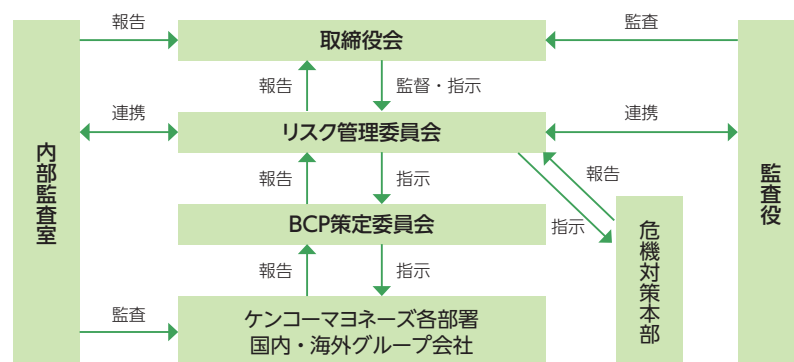 報告
取締役会
監査
報告
監督・指示
連携
リスク管理委員会
連携
内部監査室
監査役
報告
指示
報告
指示
BCP策定委員会
危機対策本部
報告
指示
監査
ケンコーマヨネーズ各部署
国内・海外グループ会社